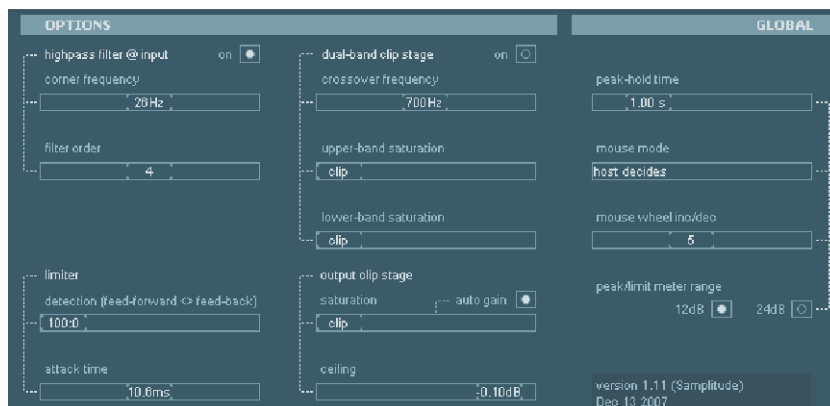 OPTIONS
GLOBAL
highpass filter @ input on
corner frequency
26Hz
filter order
4
dual-band clip stage on
crossover frequency
700Hz
upper-band saturation
clip
lower-band saturation
clip
peak-hold time
1.00 s
mouse mode
host decides
mouse wheel inc/dec
5
limiter
detection (feed-forward <> feed-back)
100:0
attack time
10.6ms
output clip stage
saturation auto gain
clip
ceiling
-0.10dB
peak/limit meter range
12dB 24dB
version 1.11 (Samplitude)
Dec 13 2007